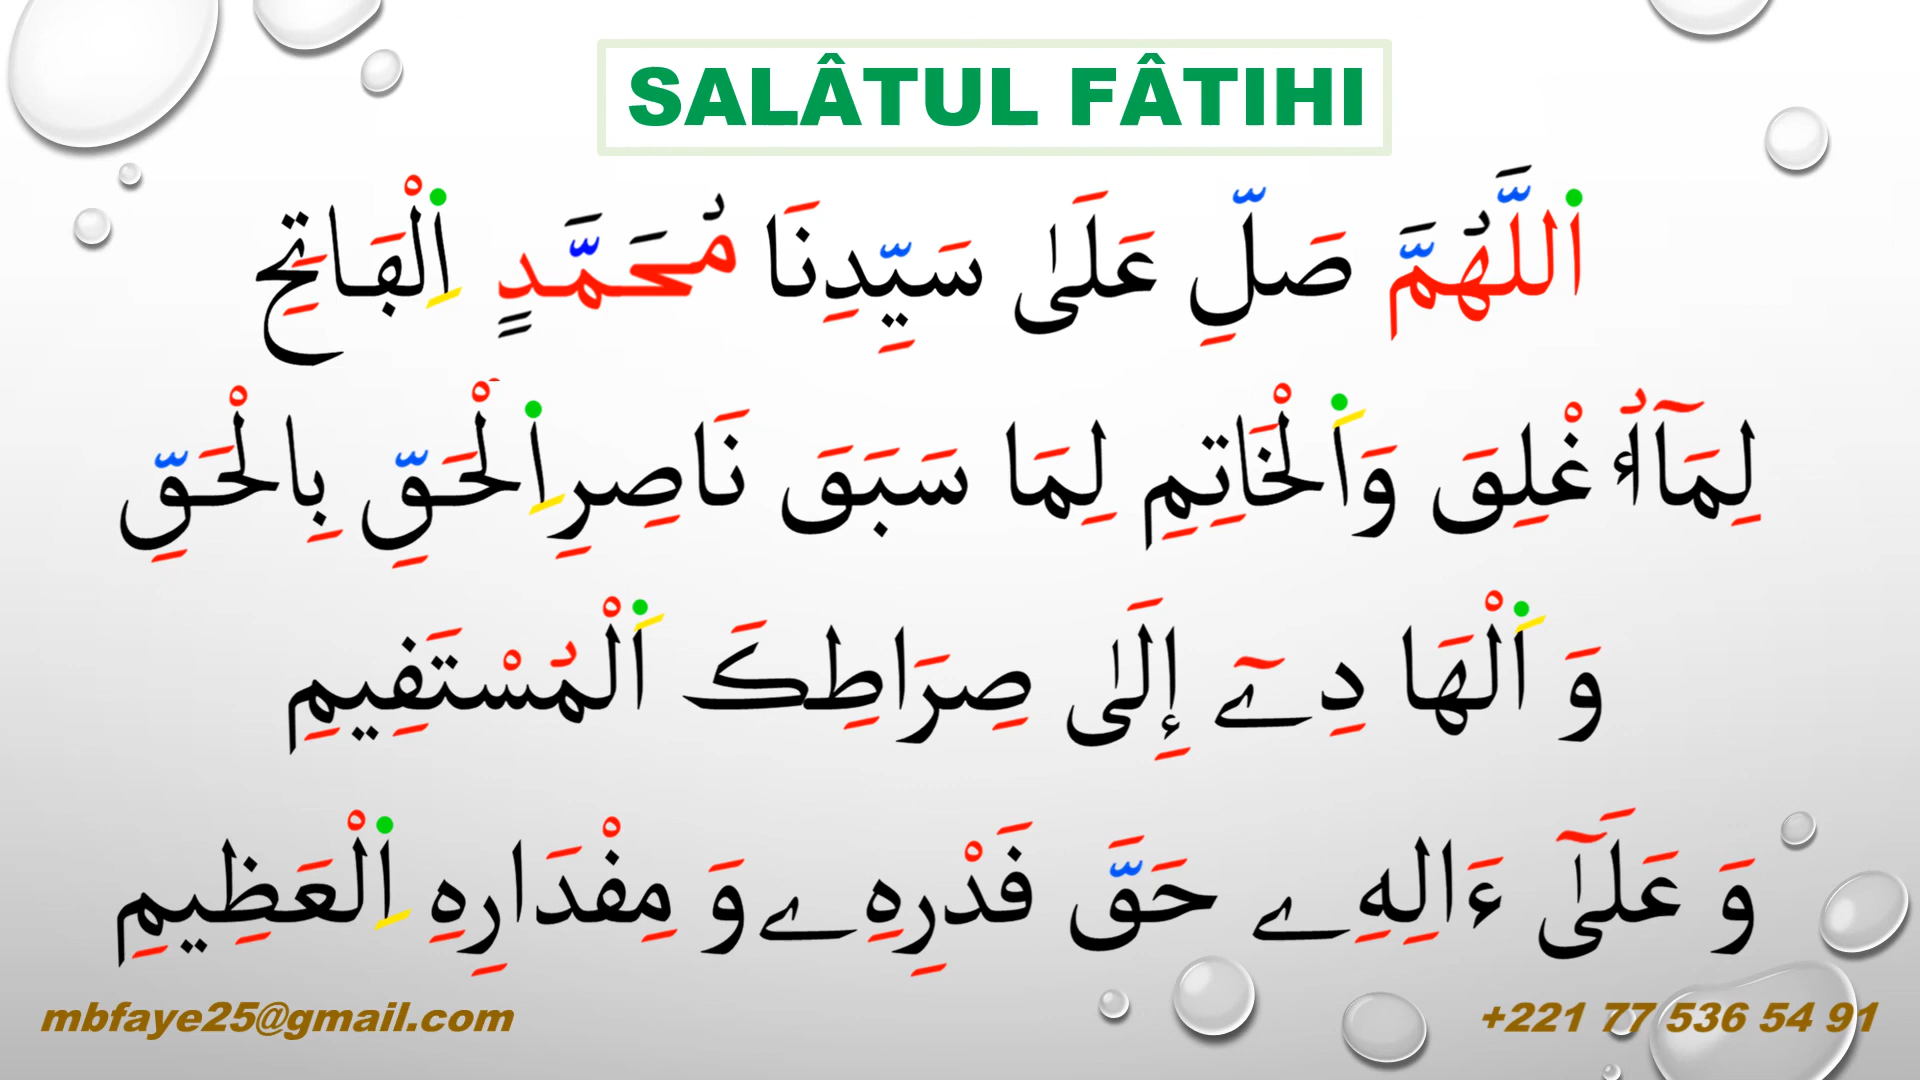 SALÂTUL FÂTIHI
اَ۬للَّهُمَّ صَلِّ عَلَىٰ سَيِّدِنَا مُحَمَّدٍ اِ۬لْفَاتِحِ
لِمَآ أُغْلِقَ وَاَ۬لْخَاتِمِ لِمَا سَبَقَ نَاصِرِ اِ۬لْحَقِّ بِالْحَقِّ
وَ اَ۬لْهَا دِےٓ إِلَىٰ صِرَاطِكَ اَ۬لْمُسْتَفِيمِ
وَ عَلَىٰٓ ءَالِهِے حَقَّ فَدْرِهِے وَ مِفْدَارِهِ اِ۬لْعَظِيمِ
mbfaye25@gmail.com +221 77 536 54 91